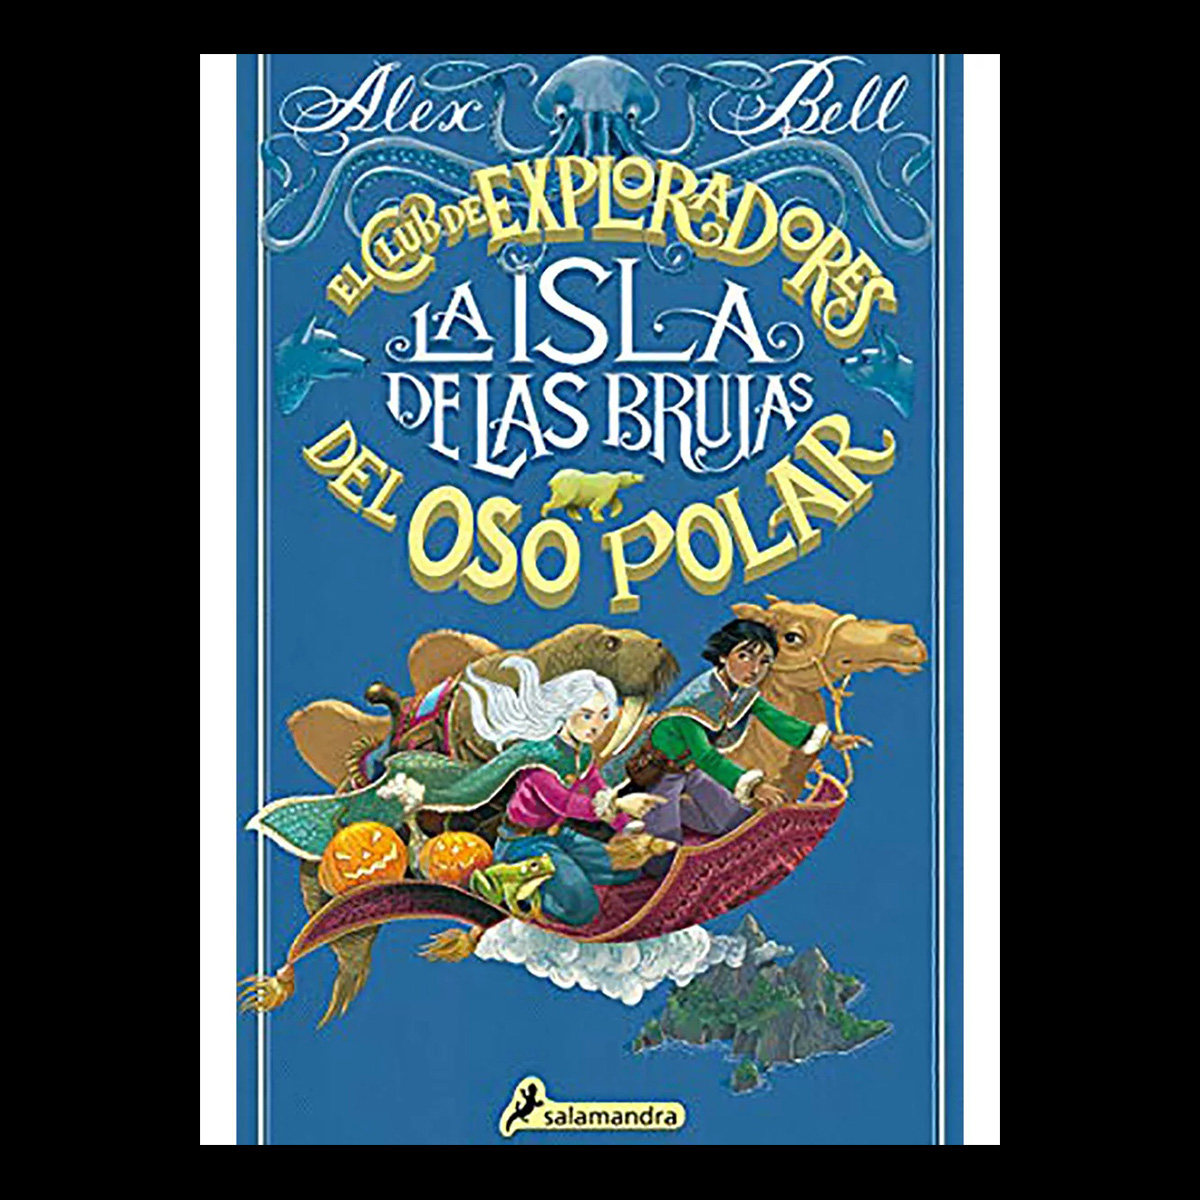 Alex Bell
EL CLUB DE EXPLORADORES
LA ISLA
DE LAS BRUJAS
DEL OSO POLAR
salamandra